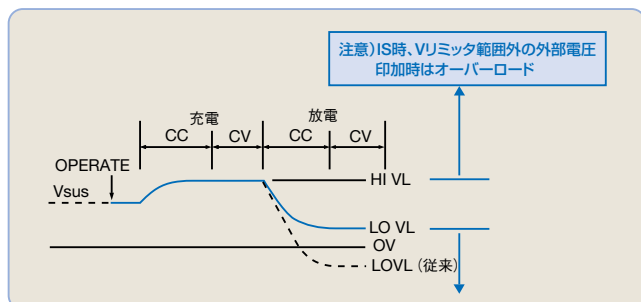 注意）IS時、Vリミッタ範囲外の外部電圧
印加時はオーバーロード
充電
放電
CC
CV
CC
CV
OPERATE
Vsus
HI VL
LO VL
OV
LOVL（従来）